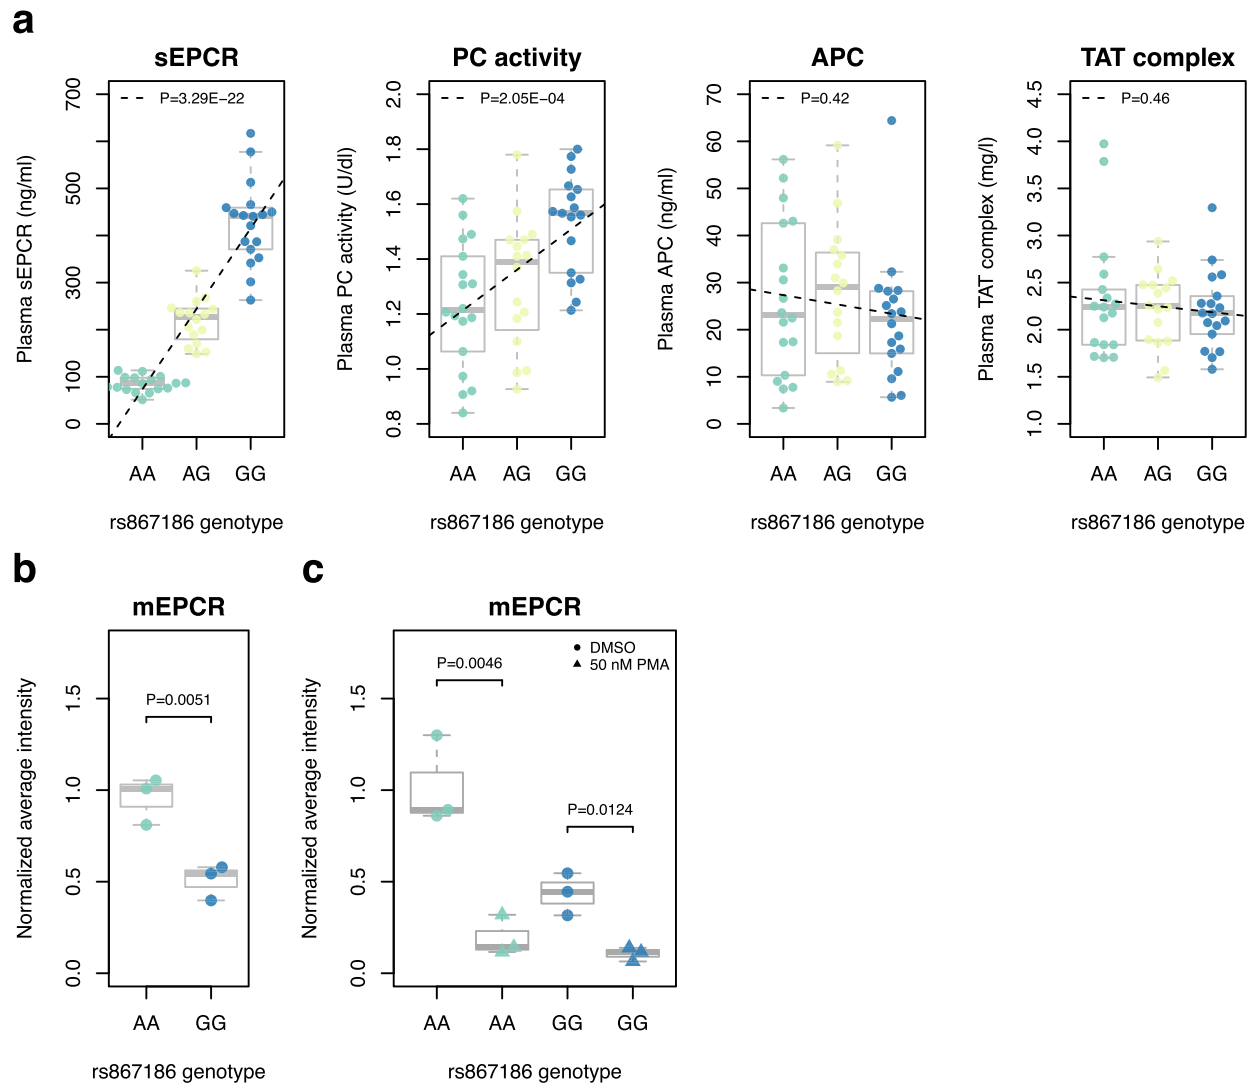 a
sEPCR
PC activity
APC
TAT complex
P=3.29E−22
P=2.05E−04
P=0.42
P=0.46
Plasma sEPCR (ng/ml)
700
500
300
100
0
Plasma PC activity (U/dl)
2.0
1.8
1.6
1.4
1.2
1.0
0.8
Plasma APC (ng/ml)
70
60
50
40
30
20
10
0
Plasma TAT complex (mg/l)
4.5
4.0
3.5
3.0
2.5
2.0
1.5
1.0
AA AG GG
AA AG GG
AA AG GG
AA AG GG
rs867186 genotype
rs867186 genotype
rs867186 genotype
rs867186 genotype
b
mEPCR
P=0.0051
Normalized average intensity
1.5
1.0
0.5
0.0
AA GG
rs867186 genotype
c
mEPCR
DMSO
50 nM PMA
P=0.0046
P=0.0124
Normalized average intensity
1.5
1.0
0.5
0.0
AA AA GG GG
rs867186 genotype